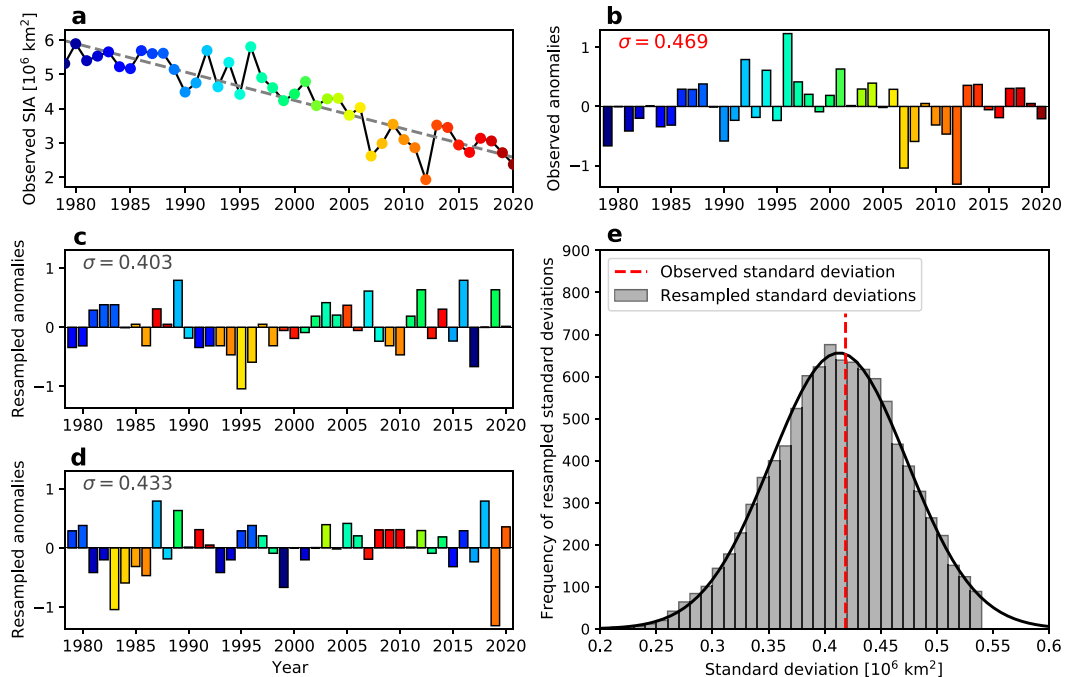 a
Observed SIA [10⁶ km²]
6
5
4
3
2
1980 1985 1990 1995 2000 2005 2010 2015 2020
b
σ = 0.469
Observed anomalies
1
0
−1
1980 1985 1990 1995 2000 2005 2010 2015 2020
c
σ = 0.403
Resampled anomalies
1
0
−1
1980 1985 1990 1995 2000 2005 2010 2015 2020
d
σ = 0.433
Resampled anomalies
1
0
−1
1980 1985 1990 1995 2000 2005 2010 2015 2020
Year
e
Frequency of resampled standard deviations
900
800
700
600
500
400
300
200
100
0
Observed standard deviation
Resampled standard deviations
0.2 0.3 0.35 0.4 0.45 0.5 0.55 0.6
Standard deviation [10⁶ km²]